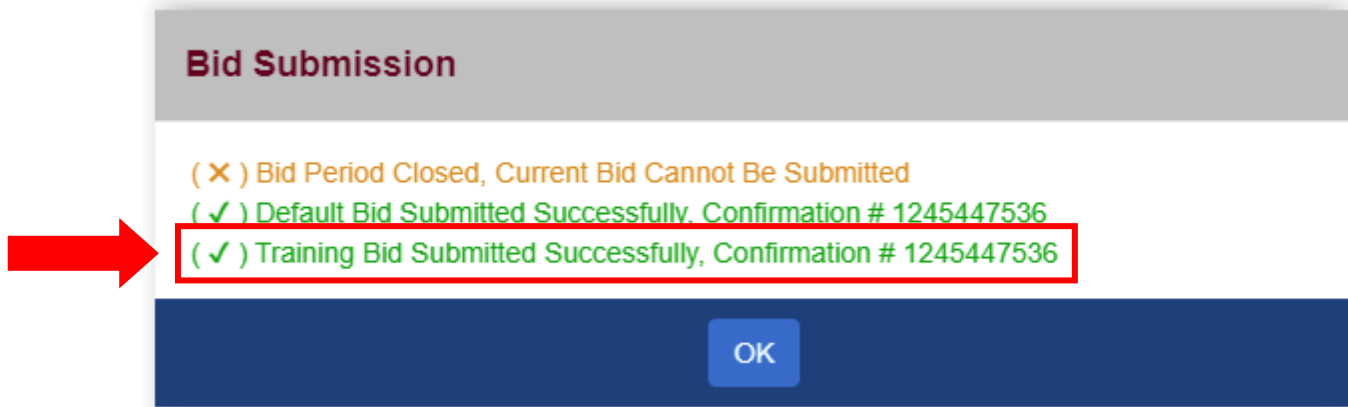 Bid Submission
( ✕ ) Bid Period Closed, Current Bid Cannot Be Submitted
( ✓ ) Default Bid Submitted Successfully, Confirmation # 1245447536
( ✓ ) Training Bid Submitted Successfully, Confirmation # 1245447536
OK